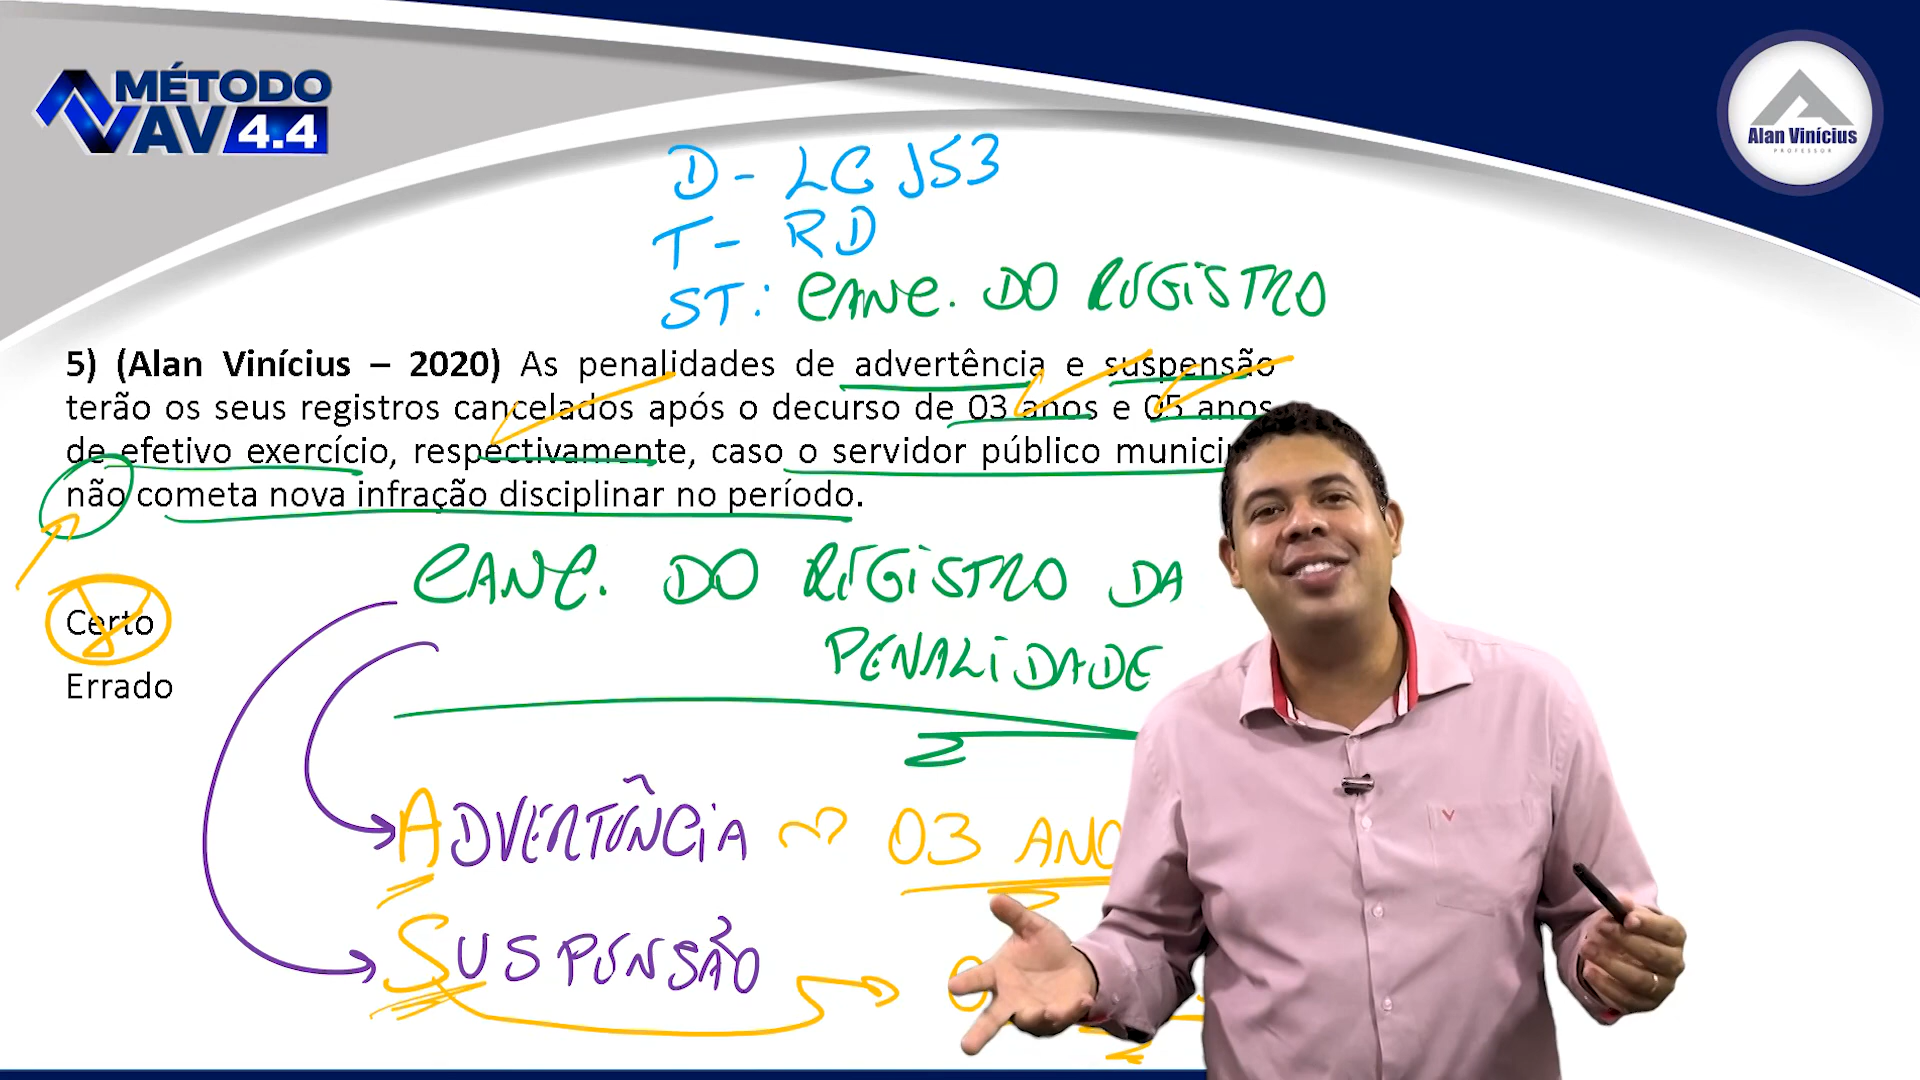 MÉTODO
AV 4.4
Alan Vinícius
PROFESSOR
D - LC 153
T - RD
ST: CANC. DO REGISTRO
5) (Alan Vinícius – 2020) As penalidades de advertência e suspensão
terão os seus registros cancelados após o decurso de 03 anos e 05 anos
de efetivo exercício, respectivamente, caso o servidor público
não cometa nova infração disciplinar no período.
CANC. DO REGISTRO DA
PENALIDADE
Certo
Errado
ADVERTÊNCIA 03
SUSPENSÃO